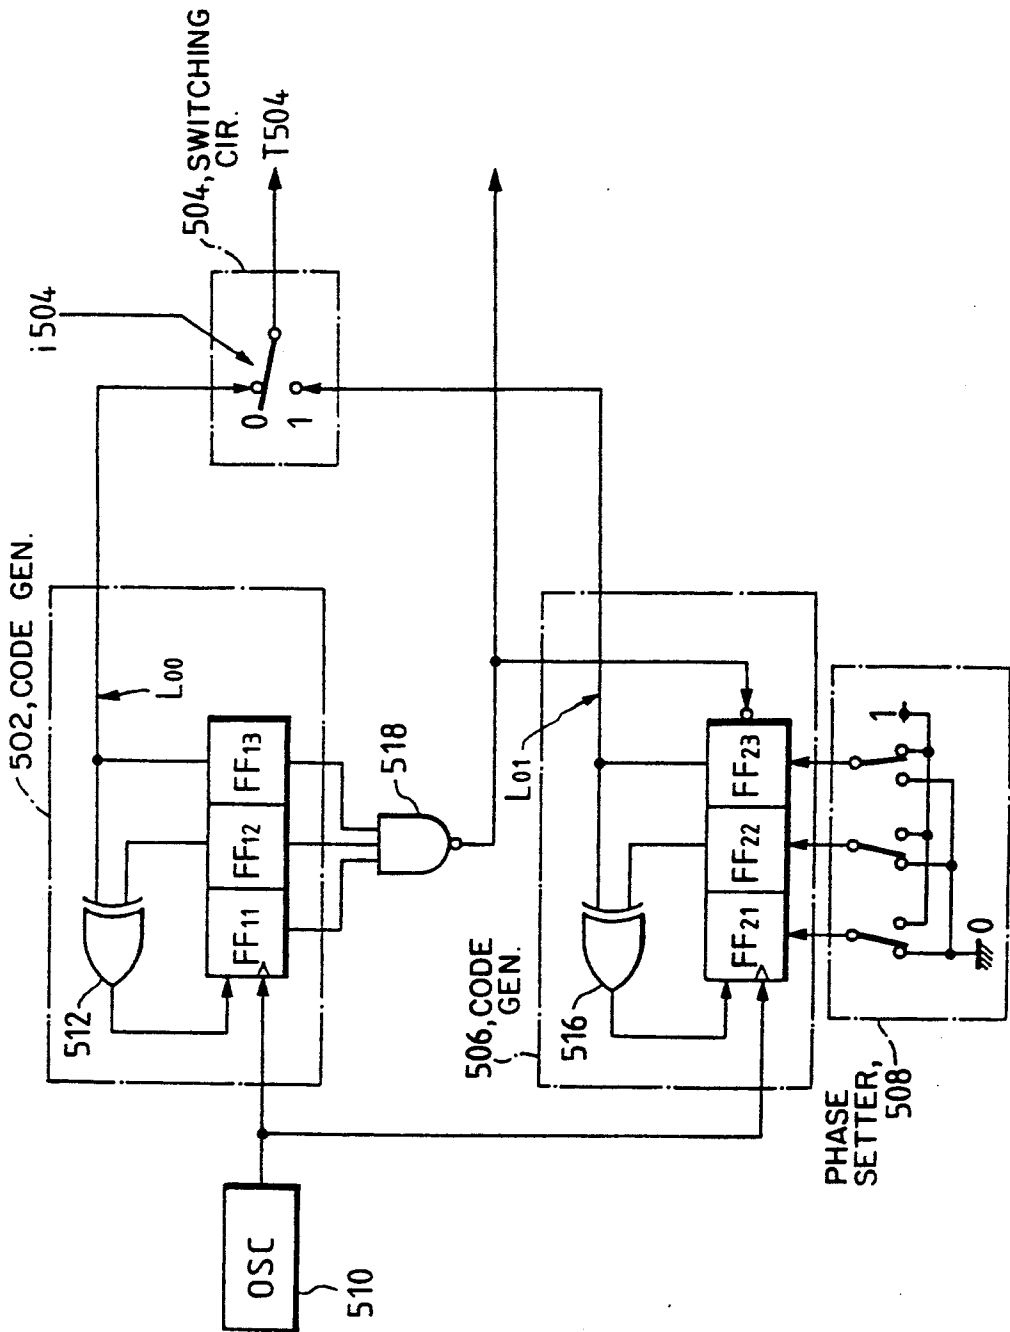 502, CODE GEN.
i504
504, SWITCHING
CIR.
T504
0
1
L00
512
FF11
FF12
FF13
518
OSC
510
506, CODE
GEN.
L01
516
FF21
FF22
FF23
PHASE
SETTER,
508
1
0